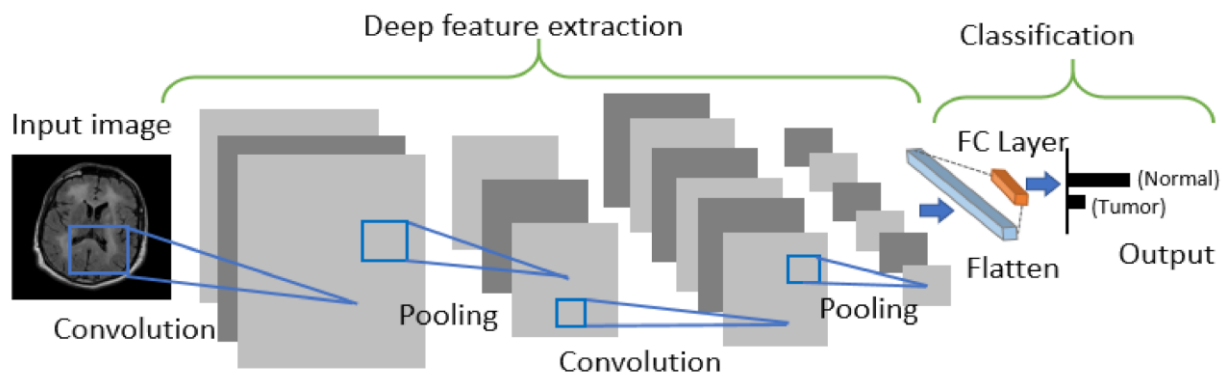 Deep feature extraction
Classification
Input image
FC Layer
(Normal)
(Tumor)
Convolution
Pooling
Convolution
Pooling
Flatten
Output